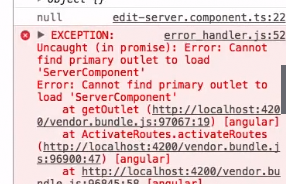 object {}
null edit-server.component.ts:22
EXCEPTION: error_handler.js:52
Uncaught (in promise): Error: Cannot
find primary outlet to load
'ServerComponent'
Error: Cannot find primary outlet to
load 'ServerComponent'
at getOutlet (http://localhost:420
0/vendor.bundle.js:97067:19) [angular]
at ActivateRoutes.activateRoutes
(http://localhost:4200/vendor.bundle.j
s:96900:47) [angular]
at http://localhost:4200/vendor.bu
ndle.js:96845:58 [angular]